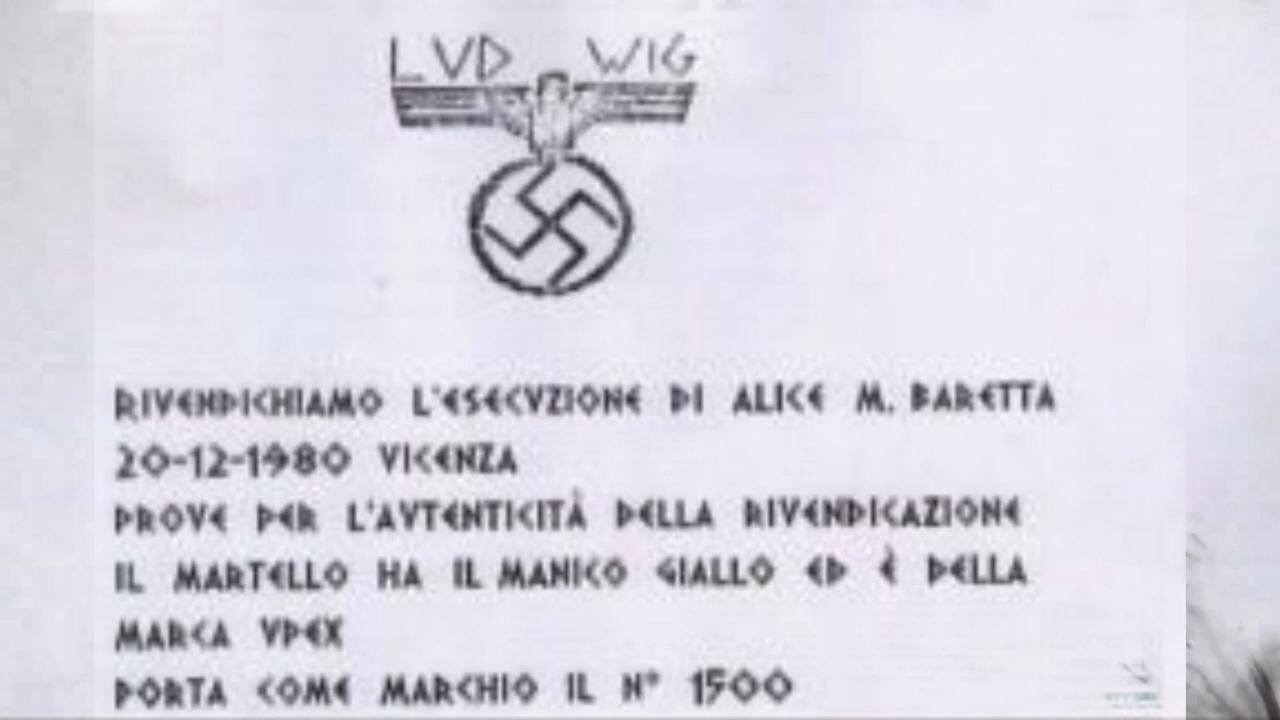 LVD WIG
RIVENDICHIAMO L'ESECVZIONE DI ALICE M. BARETTA
20-12-1980 VICENZA
PROVE PER L'AVTENTICITÀ DELLA RIVENDICAZIONE
IL MARTELLO HA IL MANICO GIALLO ED È DELLA
MARCA VPEX
PORTA COME MARCHIO IL N° 1500